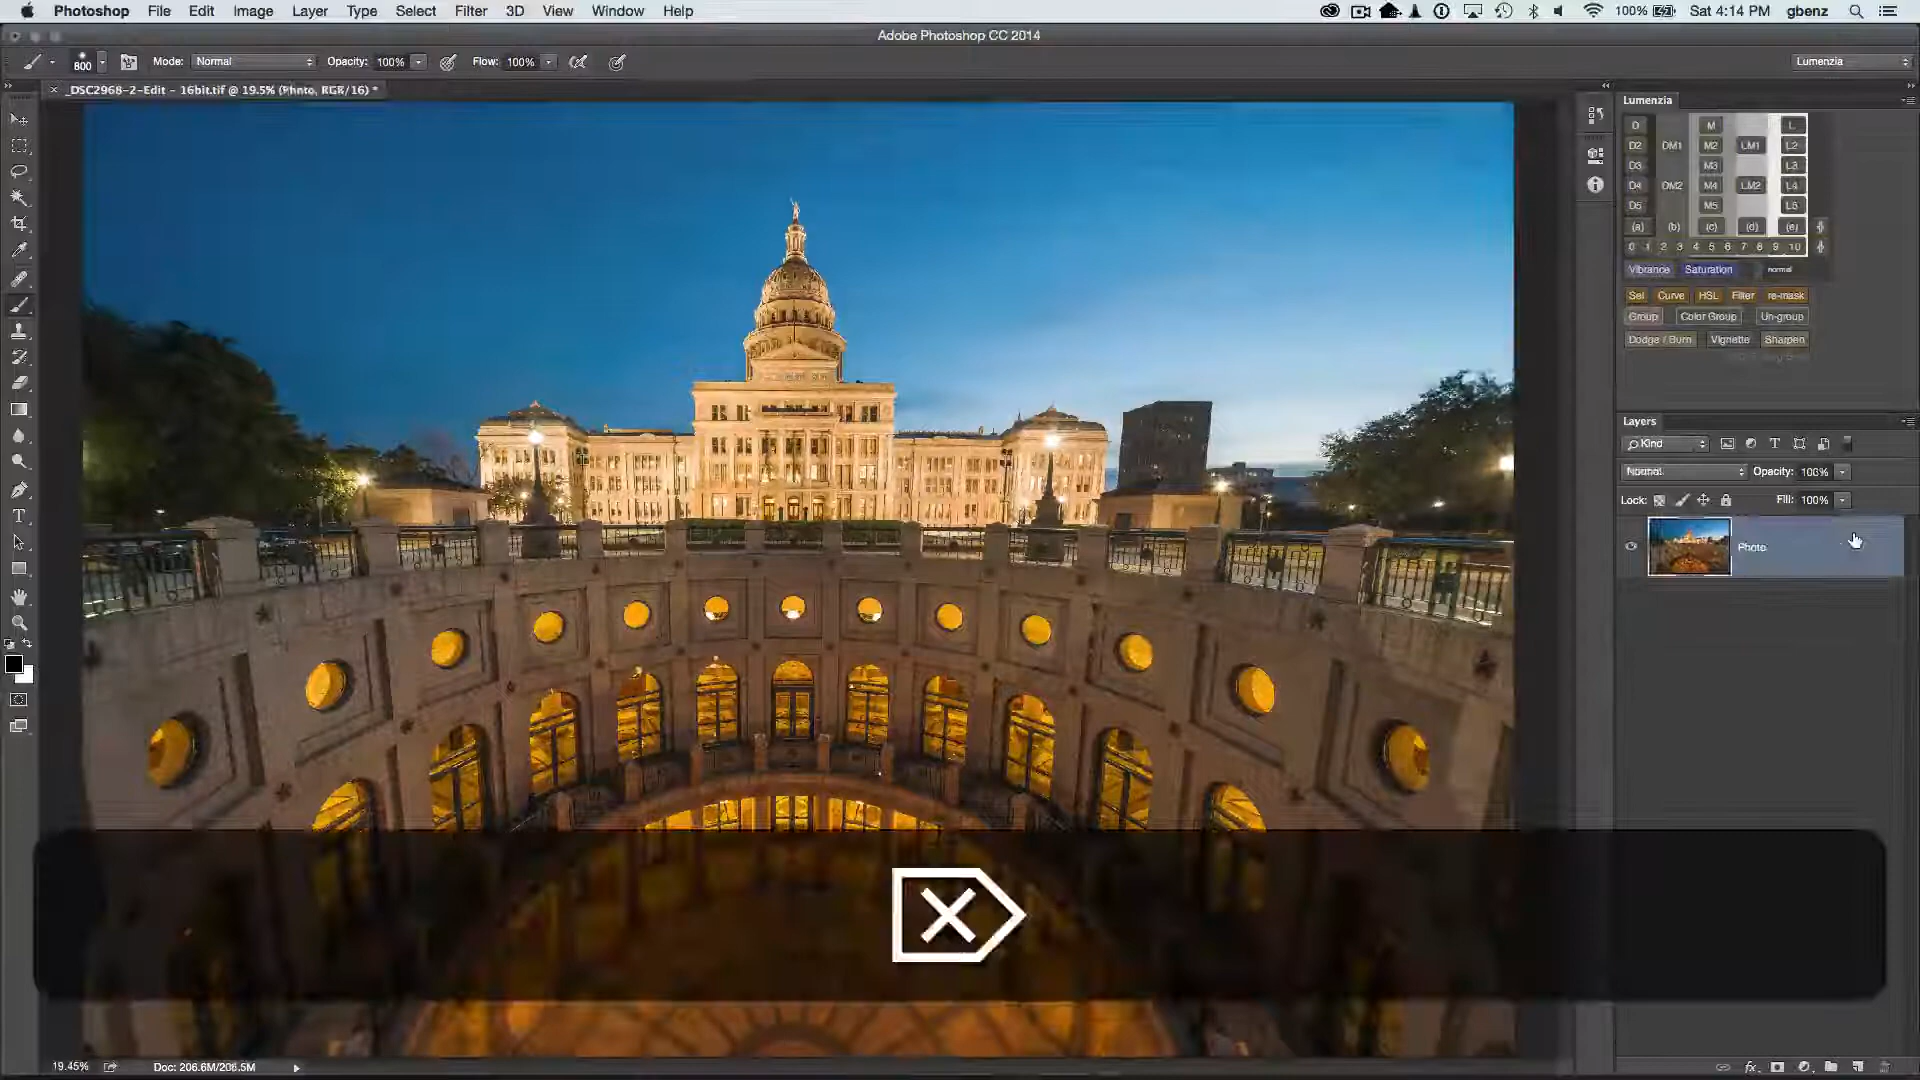 Photoshop File Edit Image Layer Type Select Filter 3D View Window Help 100% Sat 4:14 PM gbenz
Adobe Photoshop CC 2014
800 Mode: Normal Opacity: 100% Flow: 100% Lumenzia
_DSC2968-2-Edit - 16bit.tif @ 19.5% (Photo, RGB/16) *
Lumenzia
D M L
D2 DM1 M2 LM1 L2
D3 M3 L3
D4 DM2 M4 LM2 L4
D5 M5 L5
(a) (b) (c) (d) (e)
0 1 2 3 4 5 6 7 8 9 10
Vibrance Saturation normal
Sel Curve HSL Filter re-mask
Group Color Group Un-group
Dodge / Burn Vignette Sharpen
Layers
Kind
Normal Opacity: 100%
Lock: Fill: 100%
Photo
19.45% Doc: 206.6M/206.5M